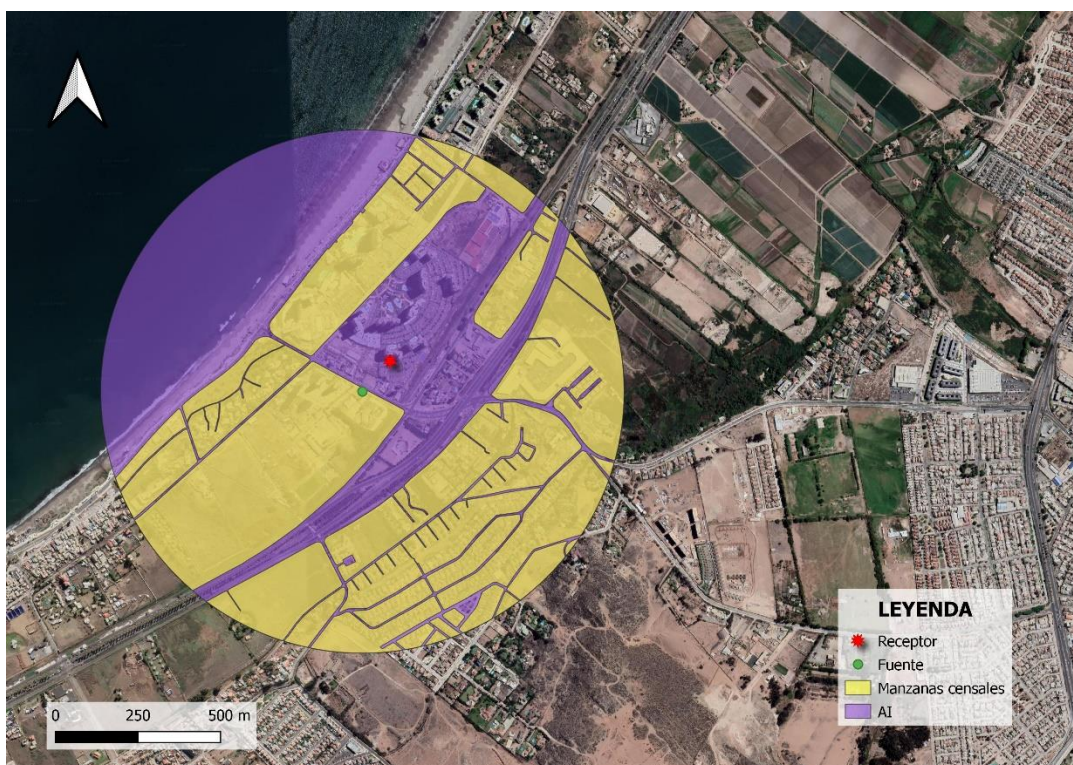 LEYENDA
Receptor
Fuente
Manzanas censales
AI
0 250 500 m